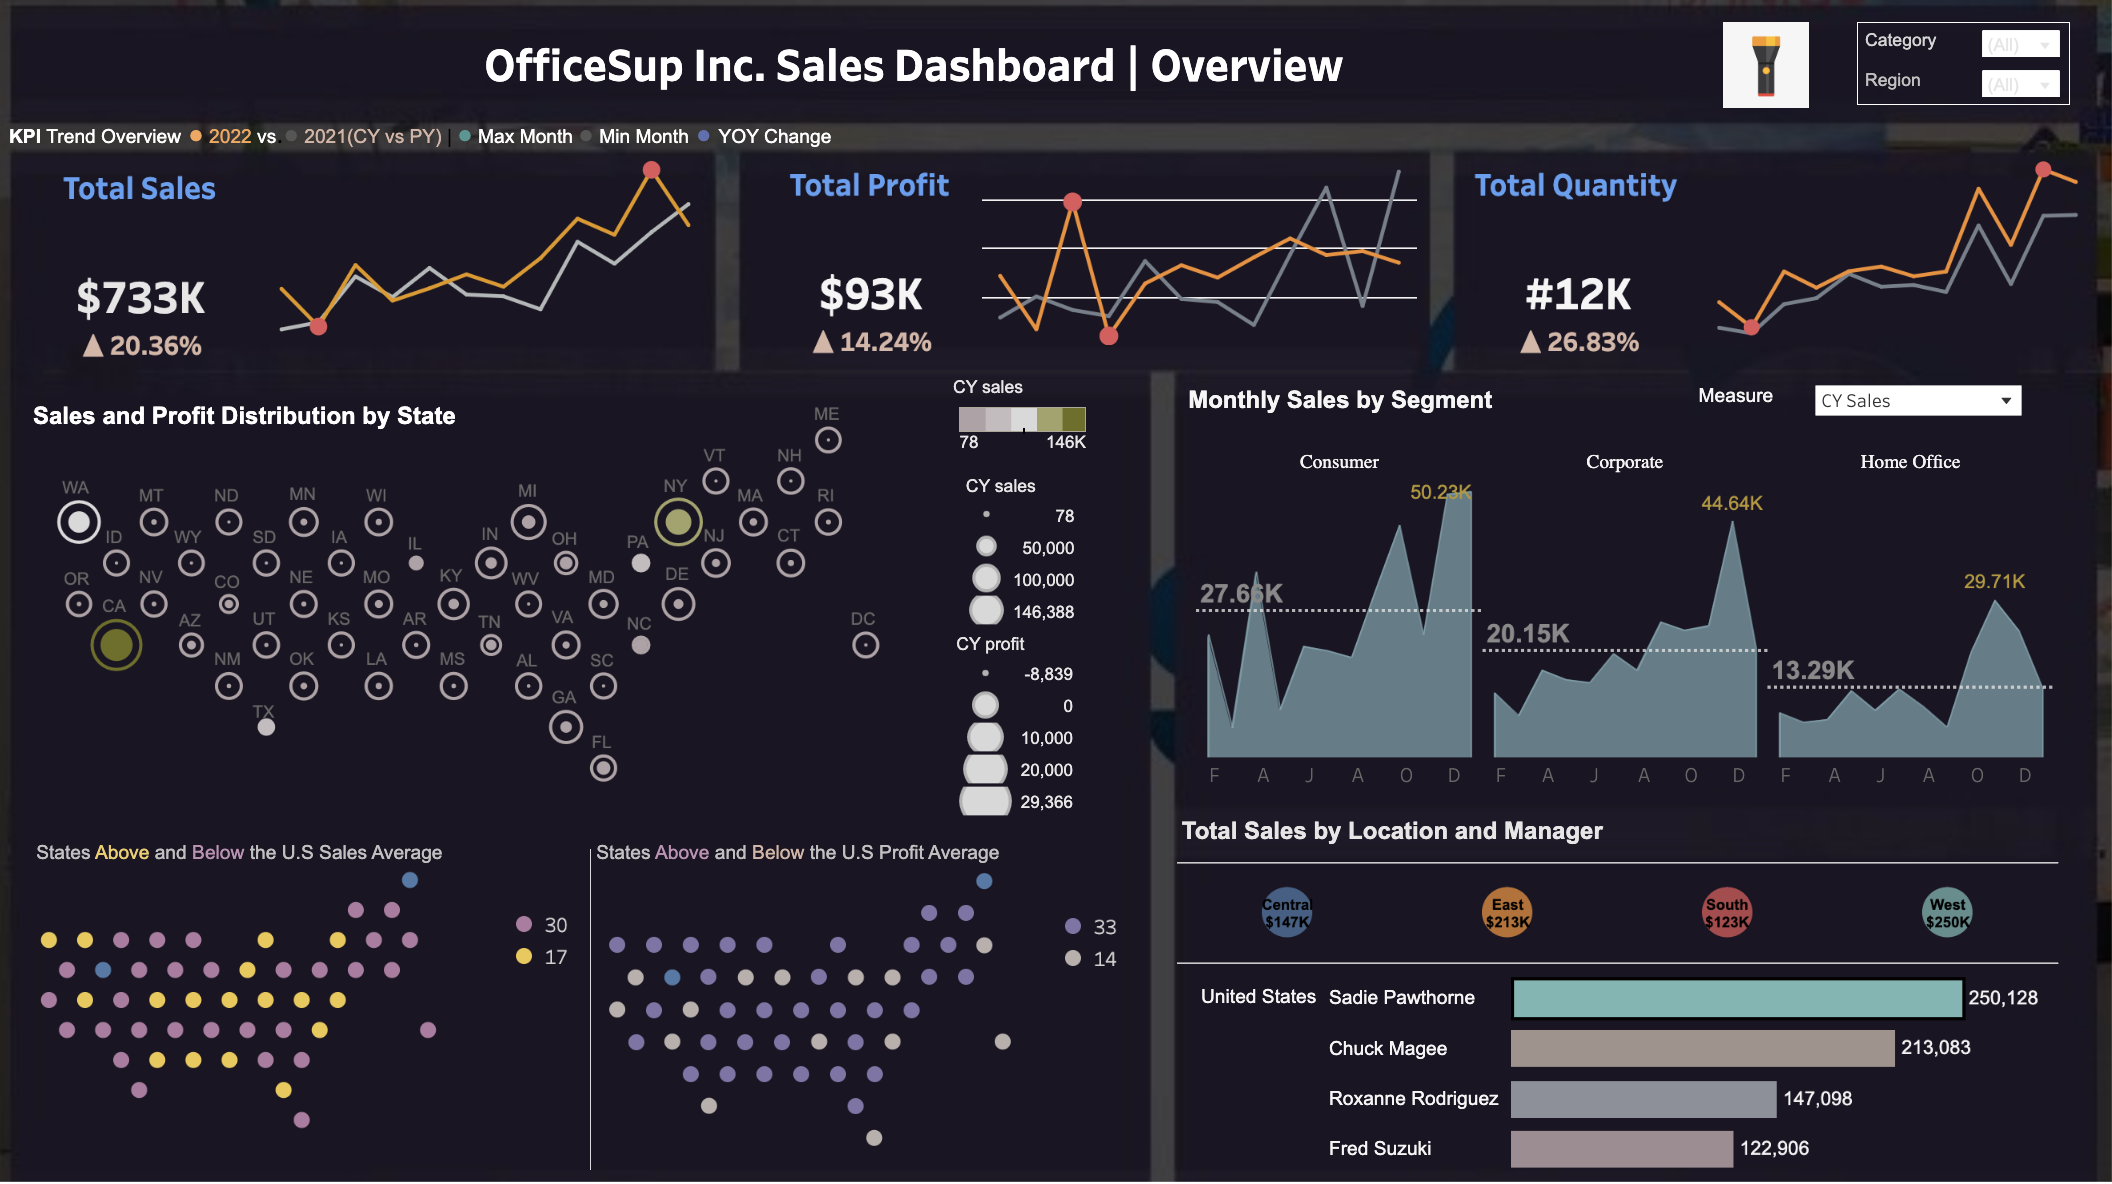 OfficeSup Inc. Sales Dashboard | Overview
Category (All)
Region (All)
KPI Trend Overview 2022 vs. 2021(CY vs PY) | Max Month Min Month YOY Change
Total Sales
$733K
▲ 20.36%
Total Profit
$93K
▲ 14.24%
Total Quantity
#12K
▲ 26.83%
Sales and Profit Distribution by State
ME
VT NH
WA MT ND MN WI MI NY MA RI
ID WY SD IA IL IN OH PA NJ CT
OR NV CO NE MO KY WV MD DE
CA AZ UT KS AR TN VA NC DC
NM OK LA MS AL SC
TX GA
FL
CY sales
78 146K
CY sales
78
50,000
100,000
146,388
CY profit
-8,839
0
10,000
20,000
29,366
Monthly Sales by Segment
Measure CY Sales
Consumer Corporate Home Office
50.23K 44.64K 29.71K
27.66K 20.15K 13.29K
F A J A O D F A J A O D F A J A O D
States Above and Below the U.S Sales Average
30
17
States Above and Below the U.S Profit Average
33
14
Total Sales by Location and Manager
Central East South West
$147K $213K $123K $250K
United States Sadie Pawthorne 250,128
Chuck Magee 213,083
Roxanne Rodriguez 147,098
Fred Suzuki 122,906